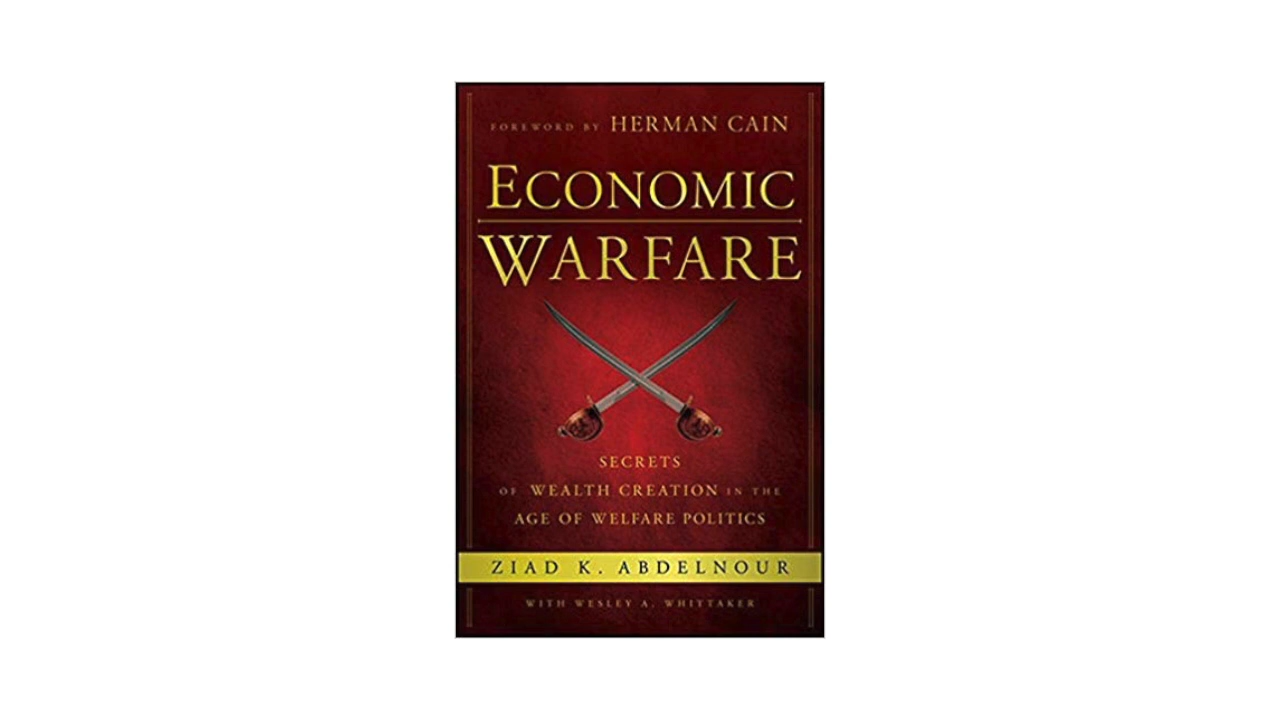 FOREWORD BY HERMAN CAIN
ECONOMIC
WARFARE
SECRETS
OF WEALTH CREATION IN THE
AGE OF WELFARE POLITICS
ZIAD K. ABDELNOUR
WITH WESLEY A. WHITTAKER